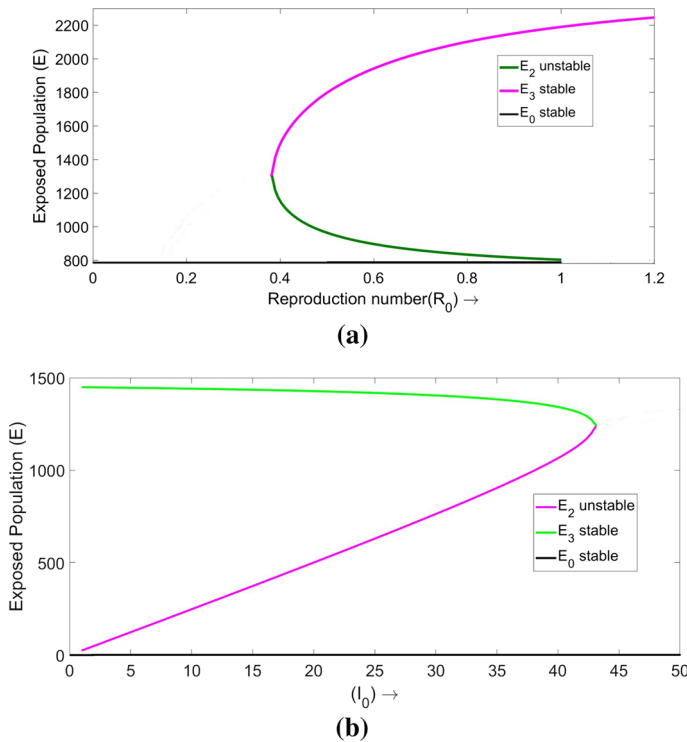 2200
2000
1800
1600
1400
1200
1000
800
Exposed Population (E)
E2 unstable
E3 stable
E0 stable
0 0.2 0.4 0.6 0.8 1 1.2
Reproduction number(R0) →
(a)
1500
1000
500
0
Exposed Population (E)
E2 unstable
E3 stable
E0 stable
0 5 10 15 20 25 30 35 40 45 50
(I0) →
(b)